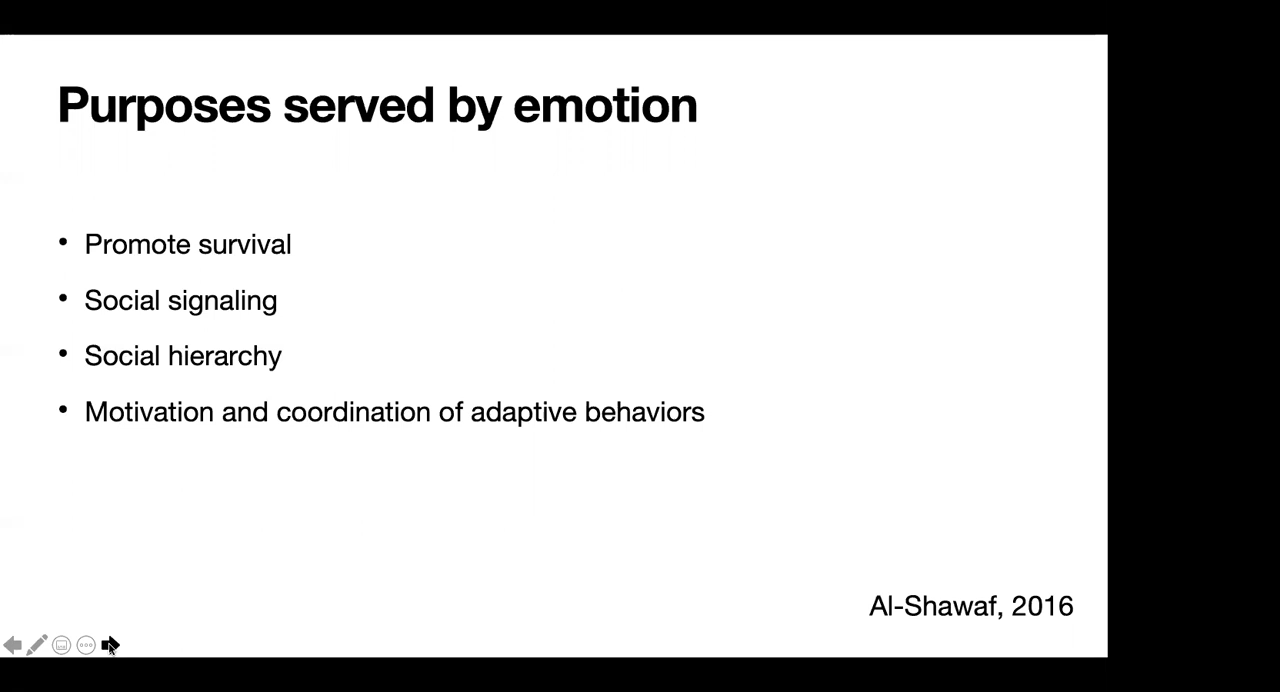 Purposes served by emotion
• Promote survival
• Social signaling
• Social hierarchy
• Motivation and coordination of adaptive behaviors
Al-Shawaf, 2016